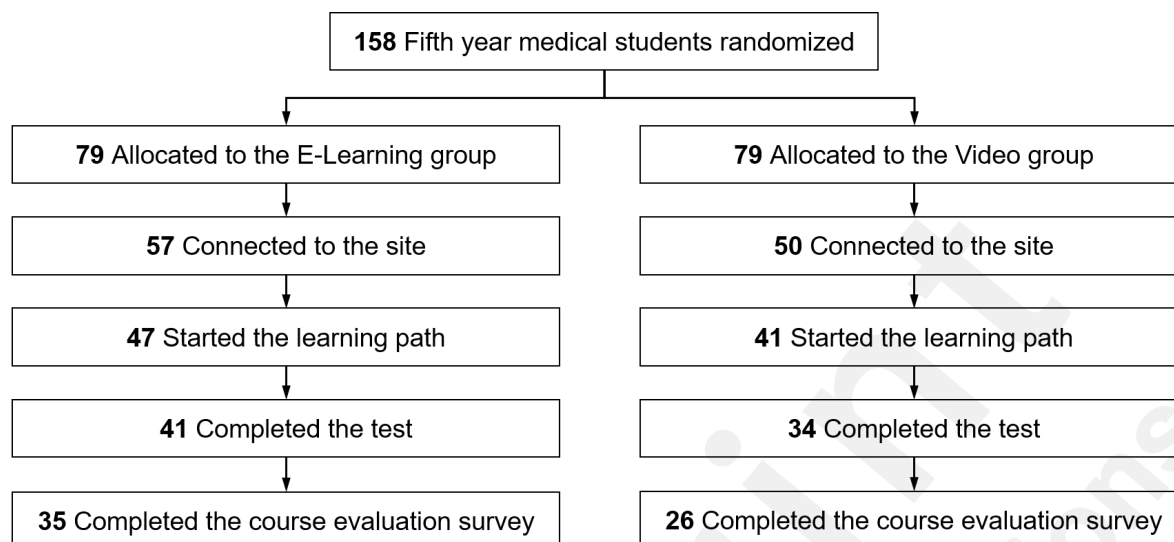 158 Fifth year medical students randomized
79 Allocated to the E-Learning group
79 Allocated to the Video group
57 Connected to the site
50 Connected to the site
47 Started the learning path
41 Started the learning path
41 Completed the test
34 Completed the test
35 Completed the course evaluation survey
26 Completed the course evaluation survey